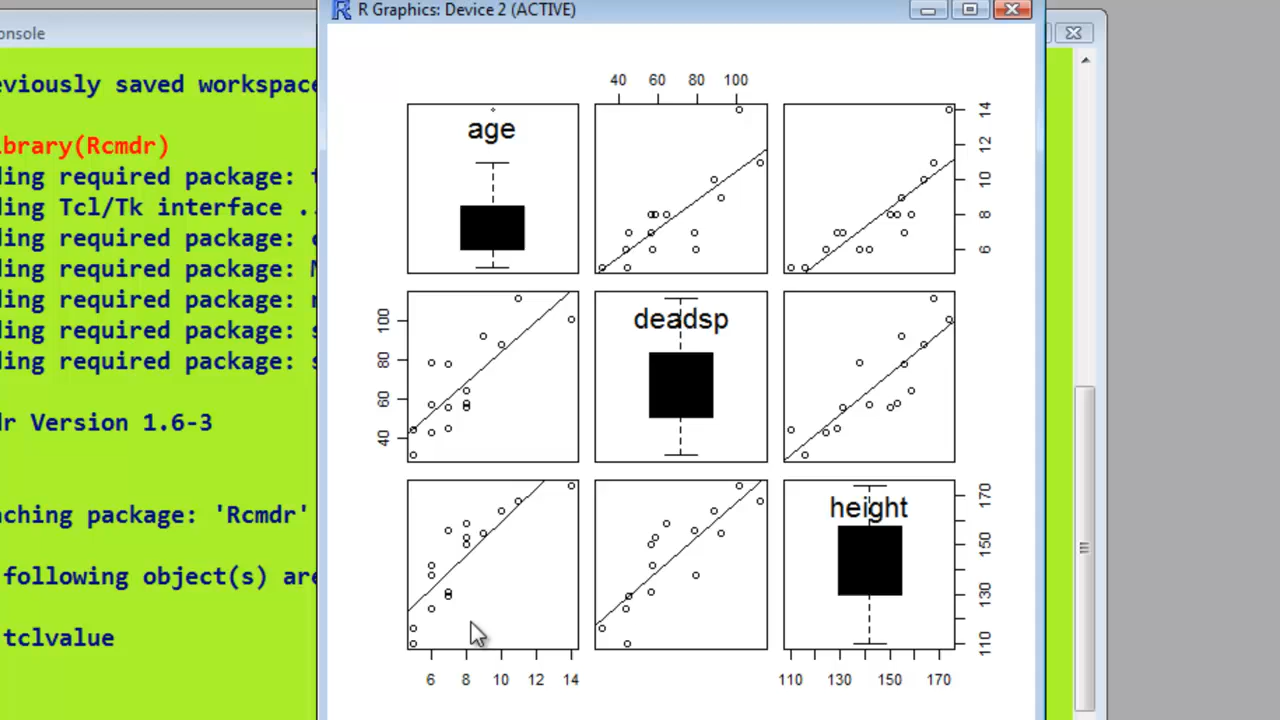 R Graphics: Device 2 (ACTIVE)
onsole
eviously saved workspace
ibrary(Rcmdr)
ding required package: t
ding Tcl/Tk interface ..
ding required package: c
ding required package: M
ding required package: r
ding required package: s
ding required package: s
dr Version 1.6-3
aching package: 'Rcmdr'
following object(s) are
tclvalue
40 60 80 100
age
14
12
10
8
6
100
80
60
40
deadsp
height
170
150
130
110
6 8 10 12 14
110 130 150 170